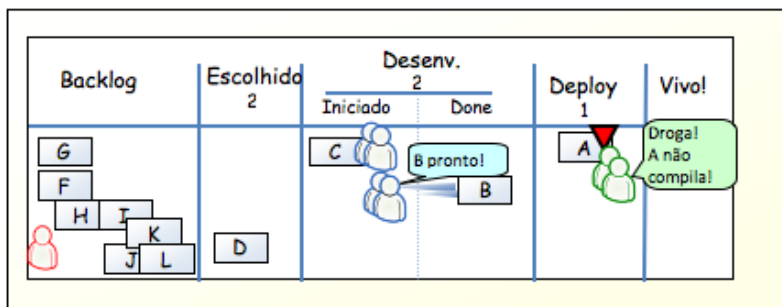 Backlog
Escolhido
2
Desenv.
2
Iniciado
Done
Deploy
1
Vivo!
G
F
H
I
K
J
L
D
C
B pronto!
B
A
Droga!
A não
compila!